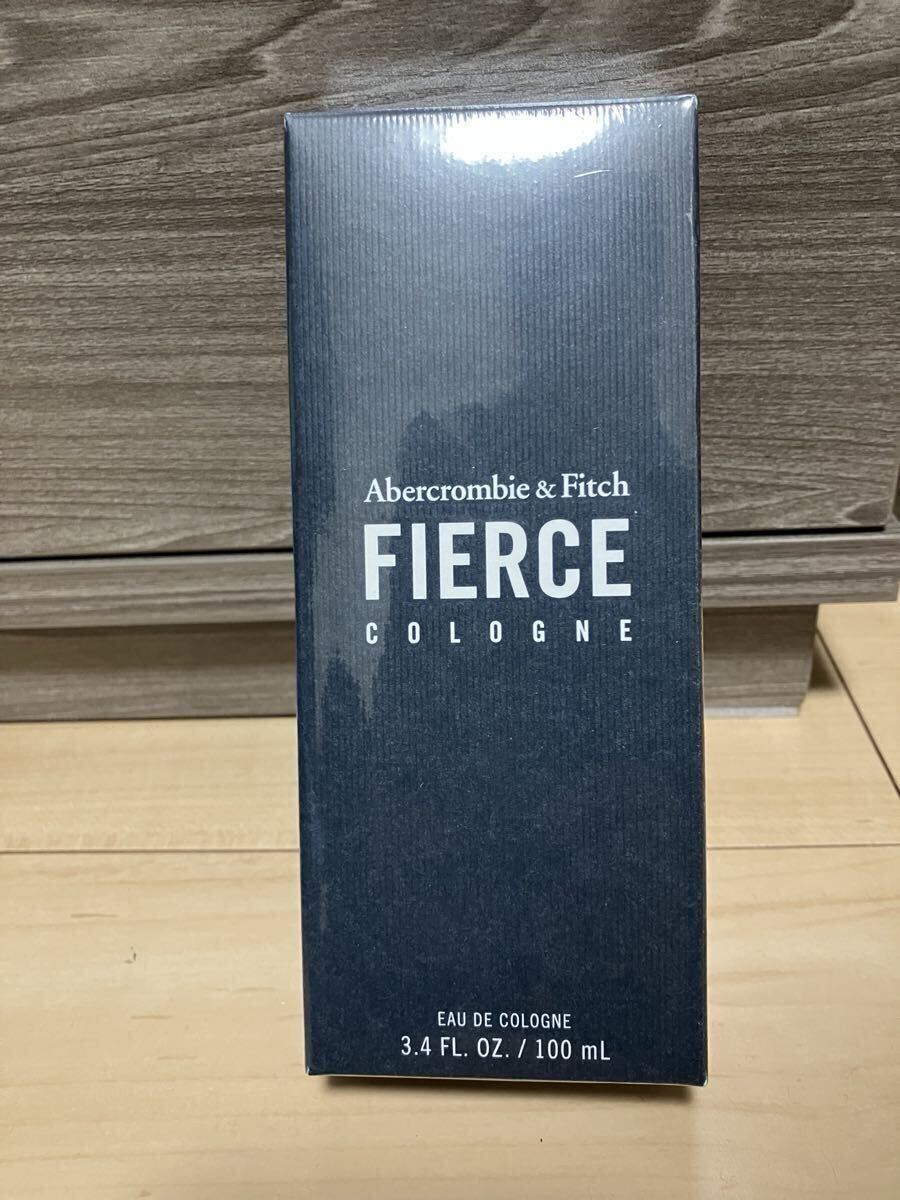 Abercrombie & Fitch
FIERCE
COLOGNE
EAU DE COLOGNE
3.4 FL. OZ. / 100 mL